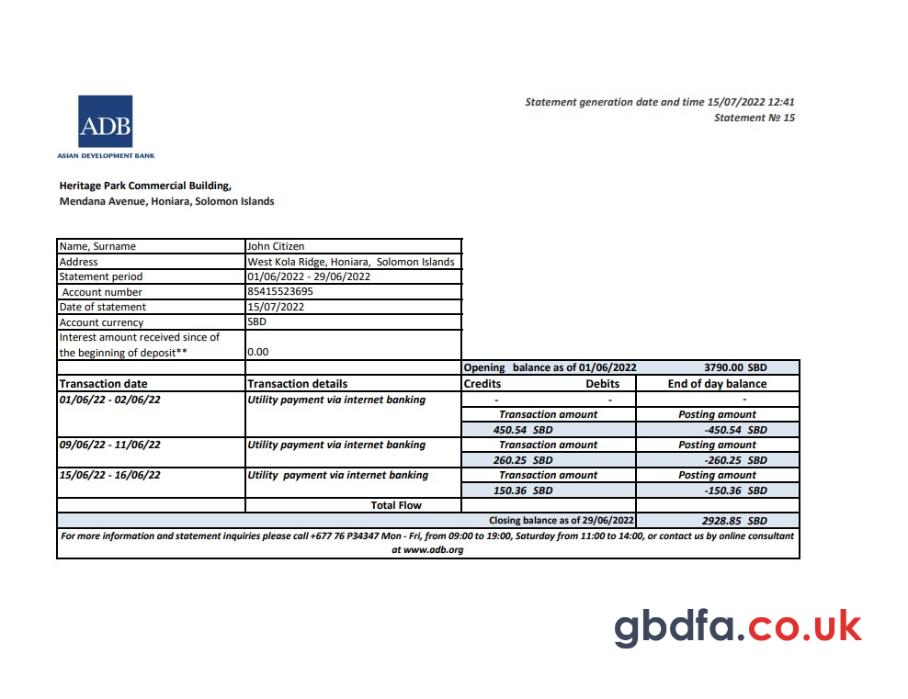 Statement generation date and time 15/07/2022 12:41
Statement № 15
ADB
ASIAN DEVELOPMENT BANK
Heritage Park Commercial Building,
Mendana Avenue, Honiara, Solomon Islands
Name, Surname John Citizen
Address West Kola Ridge, Honiara, Solomon Islands
Statement period 01/06/2022 - 29/06/2022
Account number 85415523695
Date of statement 15/07/2022
Account currency SBD
Interest amount received since of
the beginning of deposit** 0.00
Opening balance as of 01/06/2022 3790.00 SBD
Transaction date Transaction details Credits Debits End of day balance
01/06/22 - 02/06/22 Utility payment via internet banking - - -
Transaction amount Posting amount
450.54 SBD -450.54 SBD
09/06/22 - 11/06/22 Utility payment via internet banking Transaction amount Posting amount
260.25 SBD -260.25 SBD
15/06/22 - 16/06/22 Utility payment via internet banking Transaction amount Posting amount
150.36 SBD -150.36 SBD
Total Flow
Closing balance as of 29/06/2022 2928.85 SBD
For more information and statement inquiries please call +677 76 P34347 Mon - Fri, from 09:00 to 19:00, Saturday from 11:00 to 14:00, or contact us by online consultant
at www.adb.org
gbdfa.co.uk